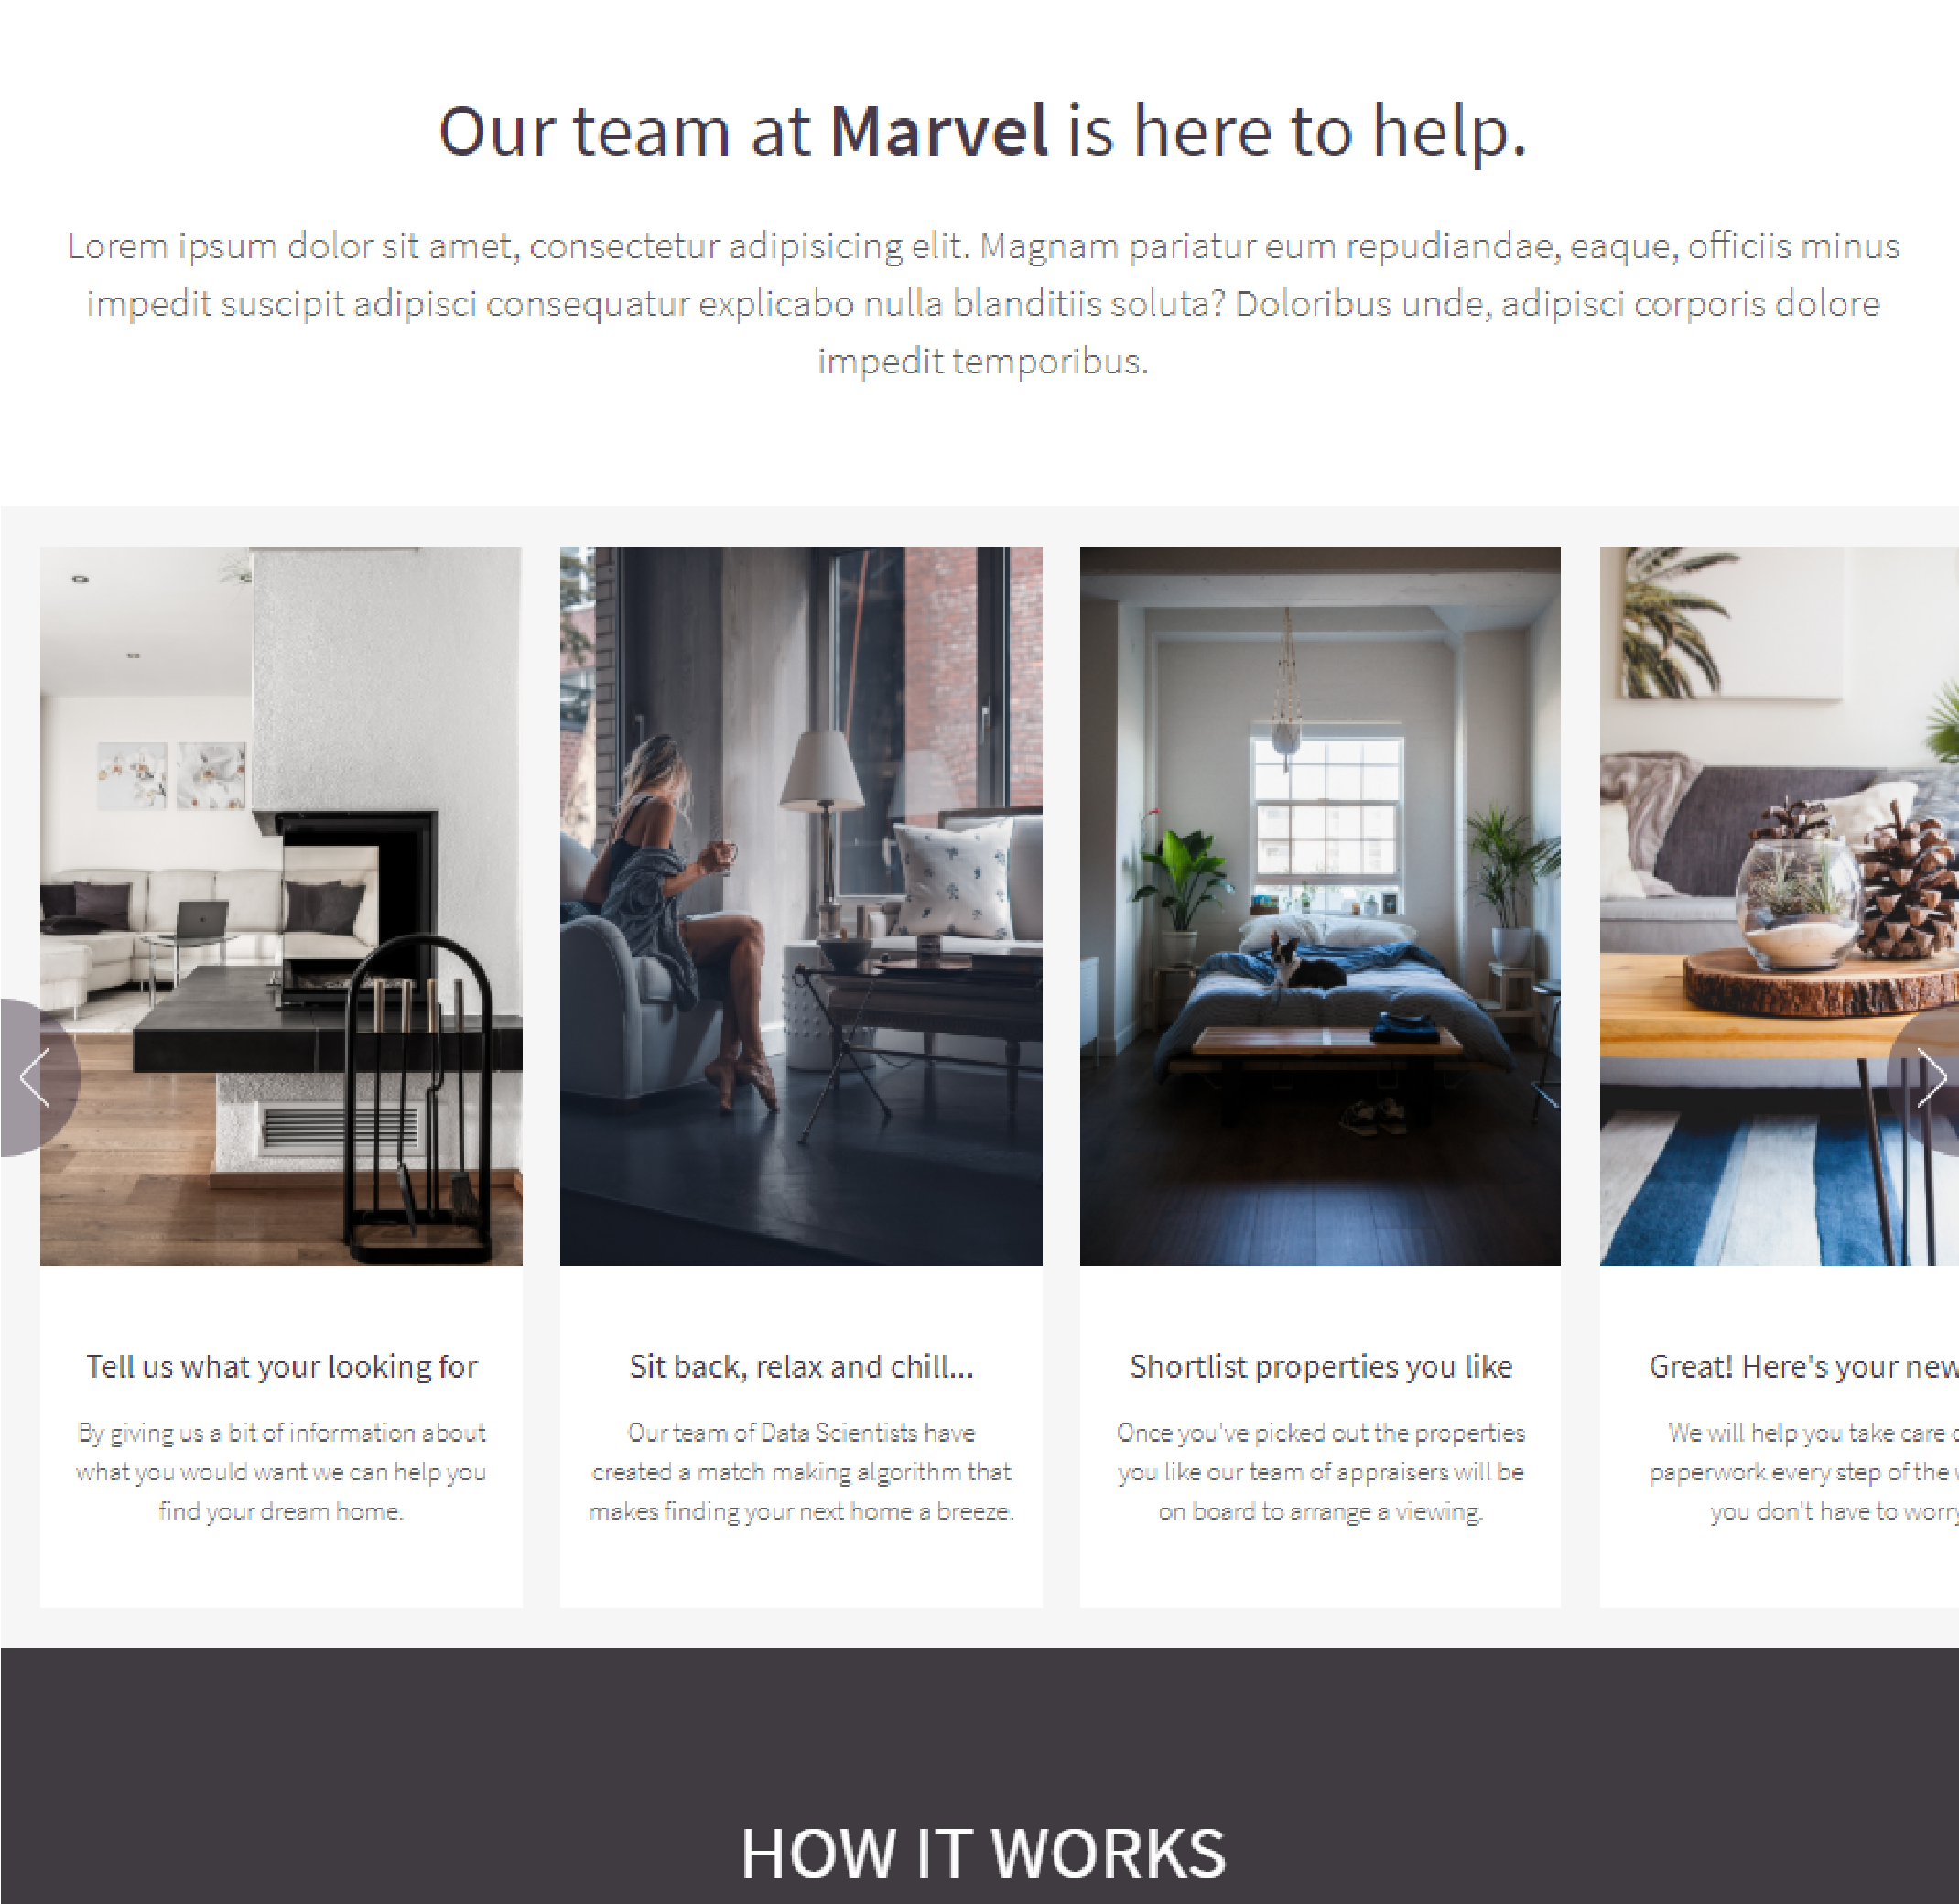 Our team at Marvel is here to help.
Lorem ipsum dolor sit amet, consectetur adipisicing elit. Magnam pariatur eum repudiandae, eaque, officiis minus
impedit suscipit adipisci consequatur explicabo nulla blanditiis soluta? Doloribus unde, adipisci corporis dolore
impedit temporibus.
Tell us what your looking for
By giving us a bit of information about
what you would want we can help you
find your dream home.
Sit back, relax and chill...
Our team of Data Scientists have
created a match making algorithm that
makes finding your next home a breeze.
Shortlist properties you like
Once you've picked out the properties
you like our team of appraisers will be
on board to arrange a viewing.
Great! Here's your new
We will help you take care
paperwork every step of the
you don't have to worry
HOW IT WORKS